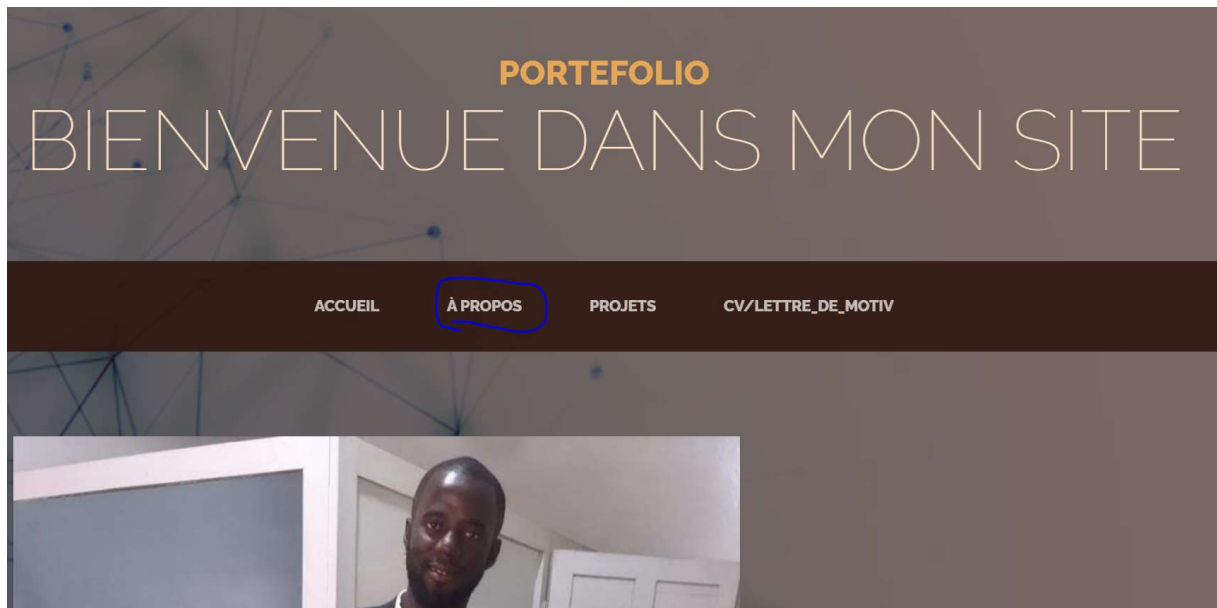 PORTEFOLIO
BIENVENUE DANS MON SITE
ACCUEIL À PROPOS PROJETS CV/LETTRE_DE_MOTIV